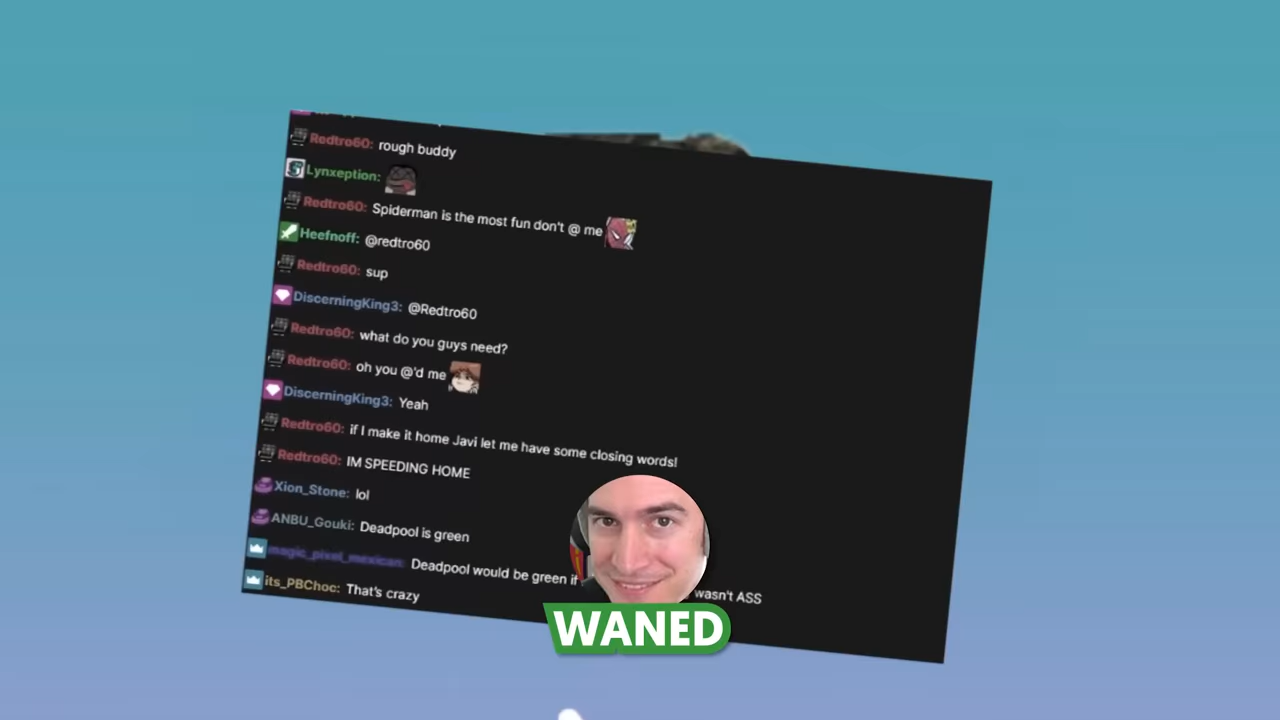 Redtro60: rough buddy
Lynxeption:
Redtro60: Spiderman is the most fun don't @ me
Heefnoff: @redtro60
Redtro60: sup
DiscerningKing3: @Redtro60
Redtro60: what do you guys need?
Redtro60: oh you @'d me
DiscerningKing3: Yeah
Redtro60: if I make it home Javi let me have some closing words!
Redtro60: IM SPEEDING HOME
Xion_Stone: lol
ANBU_Gouki: Deadpool is green
magic_pixel_mexican: Deadpool would be green if wasn't ASS
its_PBChoc: That's crazy
WANED